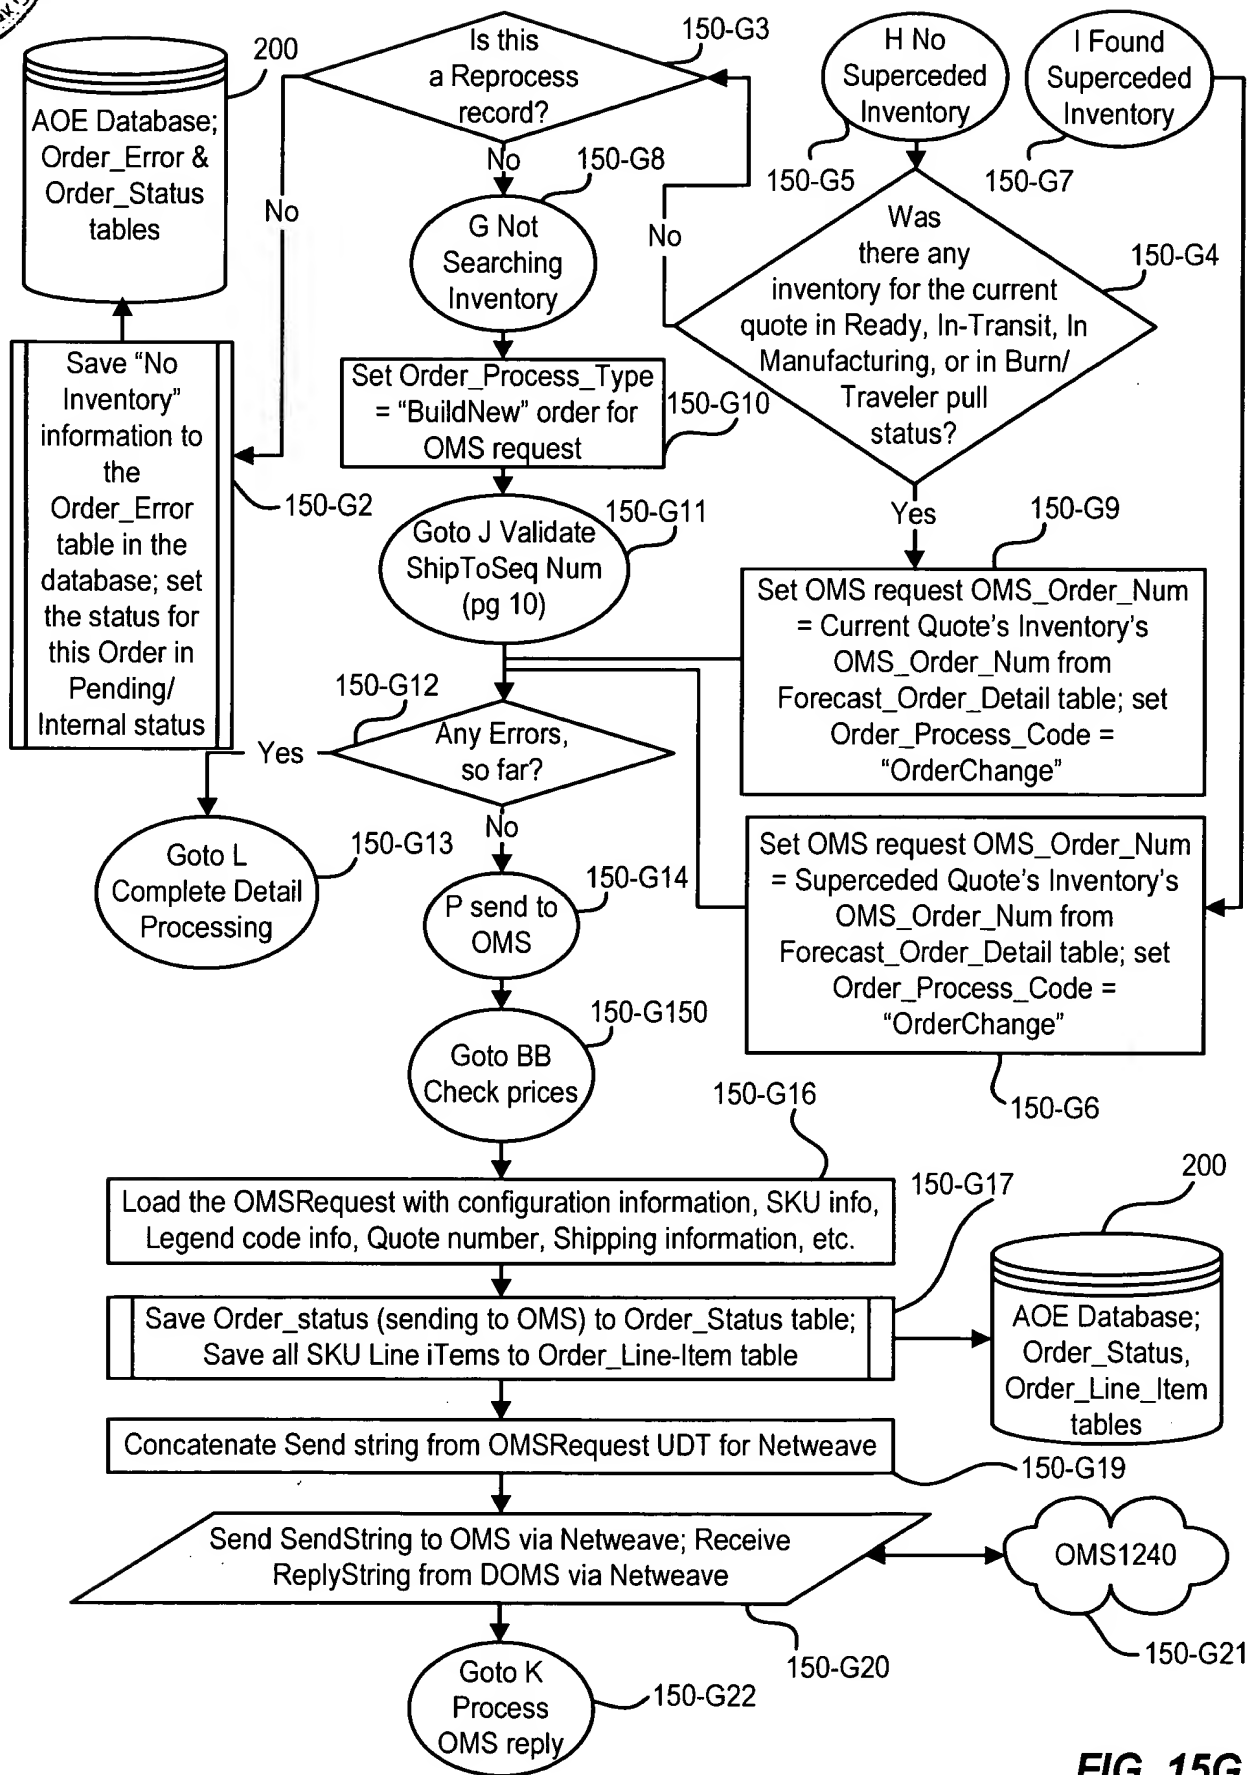 Is this
a Reprocess
record?
150-G3
H No
Superceded
Inventory
I Found
Superceded
Inventory
200
AOE Database;
Order_Error &
Order_Status
tables
No
No
150-G8
150-G5
150-G7
G Not
Searching
Inventory
No
Was
there any
inventory for the current
quote in Ready, In-Transit, In
Manufacturing, or in Burn/
Traveler pull
status?
150-G4
Save “No
Inventory”
information to
the
Order_Error
table in the
database; set
the status for
this Order in
Pending/
Internal status
150-G2
Set Order_Process_Type
= “BuildNew” order for
OMS request
150-G10
Goto J Validate
ShipToSeq Num
(pg 10)
150-G11
Yes
150-G9
Set OMS request OMS_Order_Num
= Current Quote's Inventory's
OMS_Order_Num from
Forecast_Order_Detail table; set
Order_Process_Code =
“OrderChange”
150-G12
Any Errors,
so far?
Yes
No
Goto L
Complete Detail
Processing
150-G13
P send to
OMS
150-G14
Set OMS request OMS_Order_Num
= Superceded Quote's Inventory's
OMS_Order_Num from
Forecast_Order_Detail table; set
Order_Process_Code =
“OrderChange”
150-G6
Goto BB
Check prices
150-G150
150-G16
Load the OMSRequest with configuration information, SKU info,
Legend code info, Quote number, Shipping information, etc.
150-G17
200
Save Order_status (sending to OMS) to Order_Status table;
Save all SKU Line iTems to Order_Line-Item table
AOE Database;
Order_Status,
Order_Line_Item
tables
Concatenate Send string from OMSRequest UDT for Netweave
150-G19
Send SendString to OMS via Netweave; Receive
ReplyString from DOMS via Netweave
OMS1240
150-G20
150-G21
Goto K
Process
OMS reply
150-G22
FIG. 15G